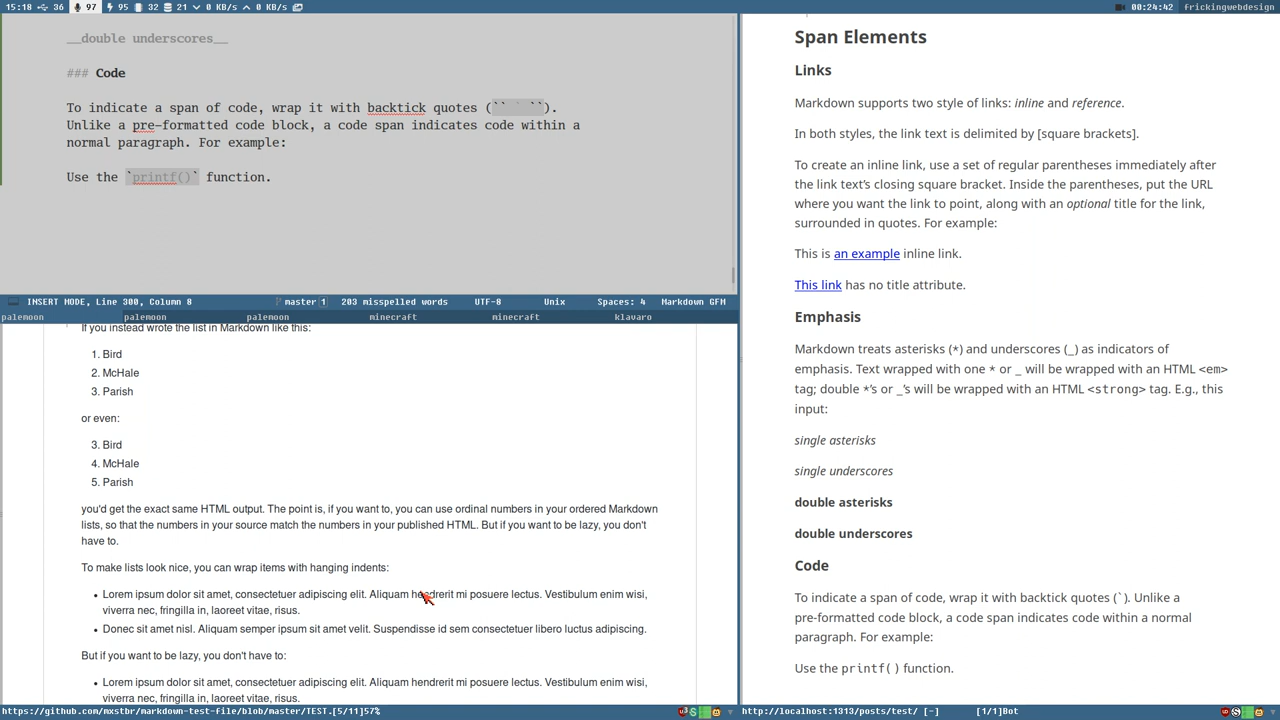 15:18 36 97 95 32 21 0 KB/s 0 KB/s
00:24:42 frickingwebdesign
__double underscores__
### Code
To indicate a span of code, wrap it with backtick quotes (`` ` ``).
Unlike a pre-formatted code block, a code span indicates code within a
normal paragraph. For example:
Use the `printf()` function.
INSERT MODE, Line 300, Column 8 master 1 203 misspelled words UTF-8 Unix Spaces: 4 Markdown GFM
palemoon palemoon palemoon minecraft minecraft klavaro
If you instead wrote the list in Markdown like this:
1. Bird
2. McHale
3. Parish
or even:
3. Bird
4. McHale
5. Parish
you'd get the exact same HTML output. The point is, if you want to, you can use ordinal numbers in your ordered Markdown
lists, so that the numbers in your source match the numbers in your published HTML. But if you want to be lazy, you don't
have to.
To make lists look nice, you can wrap items with hanging indents:
• Lorem ipsum dolor sit amet, consectetuer adipiscing elit. Aliquam hendrerit mi posuere lectus. Vestibulum enim wisi,
viverra nec, fringilla in, laoreet vitae, risus.
• Donec sit amet nisl. Aliquam semper ipsum sit amet velit. Suspendisse id sem consectetuer libero luctus adipiscing.
But if you want to be lazy, you don't have to:
• Lorem ipsum dolor sit amet, consectetuer adipiscing elit. Aliquam hendrerit mi posuere lectus. Vestibulum enim wisi,
viverra nec, fringilla in, laoreet vitae, risus.
https://github.com/mxstbr/markdown-test-file/blob/master/TEST.[5/11]57%
Span Elements
Links
Markdown supports two style of links: inline and reference.
In both styles, the link text is delimited by [square brackets].
To create an inline link, use a set of regular parentheses immediately after
the link text’s closing square bracket. Inside the parentheses, put the URL
where you want the link to point, along with an optional title for the link,
surrounded in quotes. For example:
This is an example inline link.
This link has no title attribute.
Emphasis
Markdown treats asterisks (*) and underscores (_) as indicators of
emphasis. Text wrapped with one * or _ will be wrapped with an HTML <em>
tag; double *’s or _’s will be wrapped with an HTML <strong> tag. E.g., this
input:
single asterisks
single underscores
double asterisks
double underscores
Code
To indicate a span of code, wrap it with backtick quotes (`). Unlike a
pre-formatted code block, a code span indicates code within a normal
paragraph. For example:
Use the printf() function.
http://localhost:1313/posts/test/ [-] [1/1]Bot